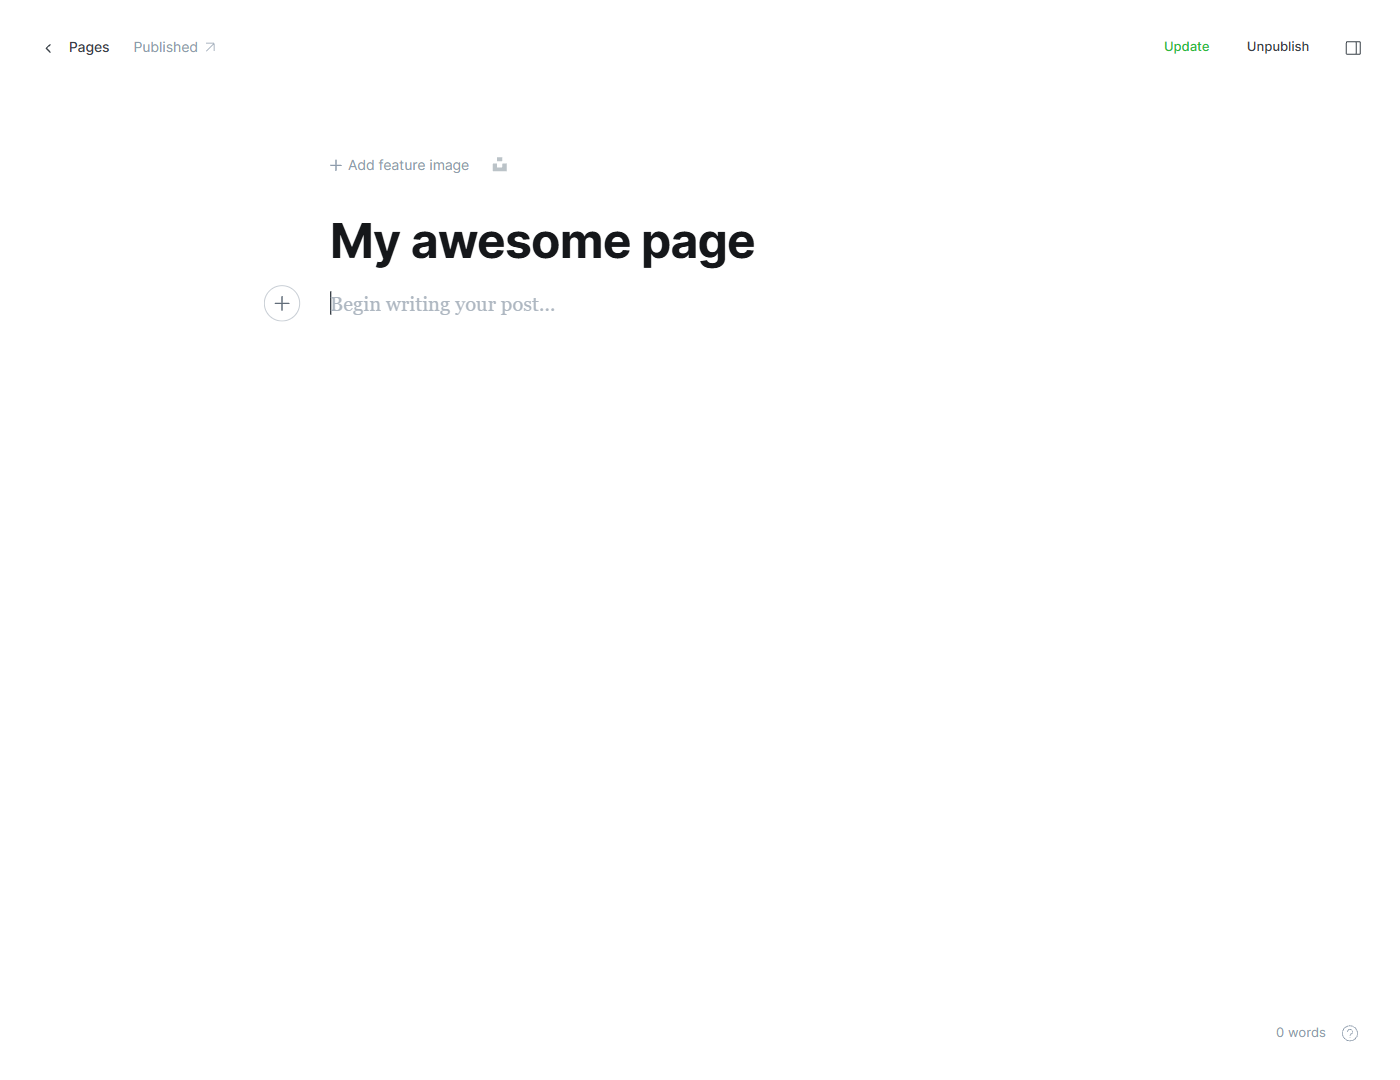 Pages Published Update Unpublish
Add feature image
My awesome page
Begin writing your post...
0 words